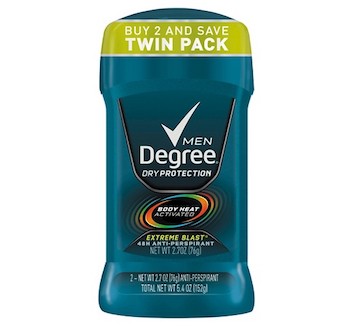 BUY 2 AND SAVE
TWIN PACK
MEN
Degree®
DRY PROTECTION
BODY HEAT
ACTIVATED
EXTREME BLAST®
48H ANTI-PERSPIRANT
NET WT 2.7OZ (76g)
2 – NET WT 2.7 OZ (76g) ANTI-PERSPIRANT
TOTAL NET WT 5.4 OZ (152g)